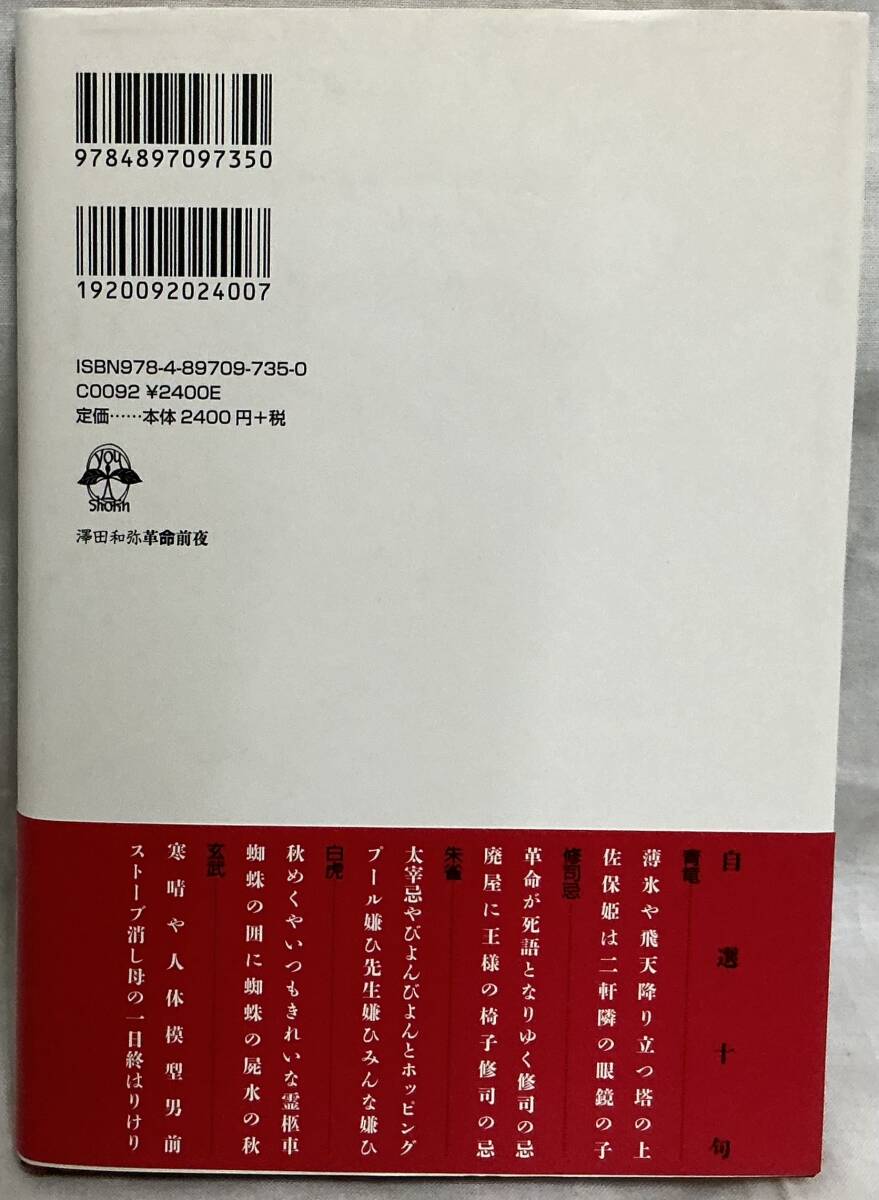 9784897097350
1920092024007
ISBN978-4-89709-735-0
C0092 ¥2400E
定価……本体2400円+税
you
Shorin
澤田和弥 革命前夜
自選十句
青竜
薄氷や飛天降り立つ塔の上
佐保姫は二軒隣の眼鏡の子
修司忌
革命が死語となりゆく修司の忌
廃屋に王様の椅子修司の忌
朱雀
太宰忌やぴよんぴよんとホッピング
プール嫌ひ先生嫌ひみんな嫌ひ
白虎
秋めくやいつもきれいな霊柩車
蜘蛛の囲に蜘蛛の屍水の秋
玄武
寒晴や人体模型男前
ストーブ消し母の一日終はりけり